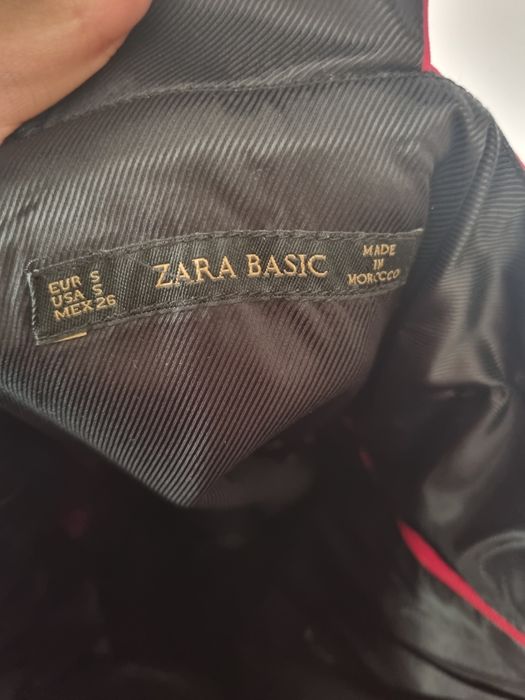 EUR S
USA S
MEX 26
ZARA BASIC
MADE
IN
MOROCCO